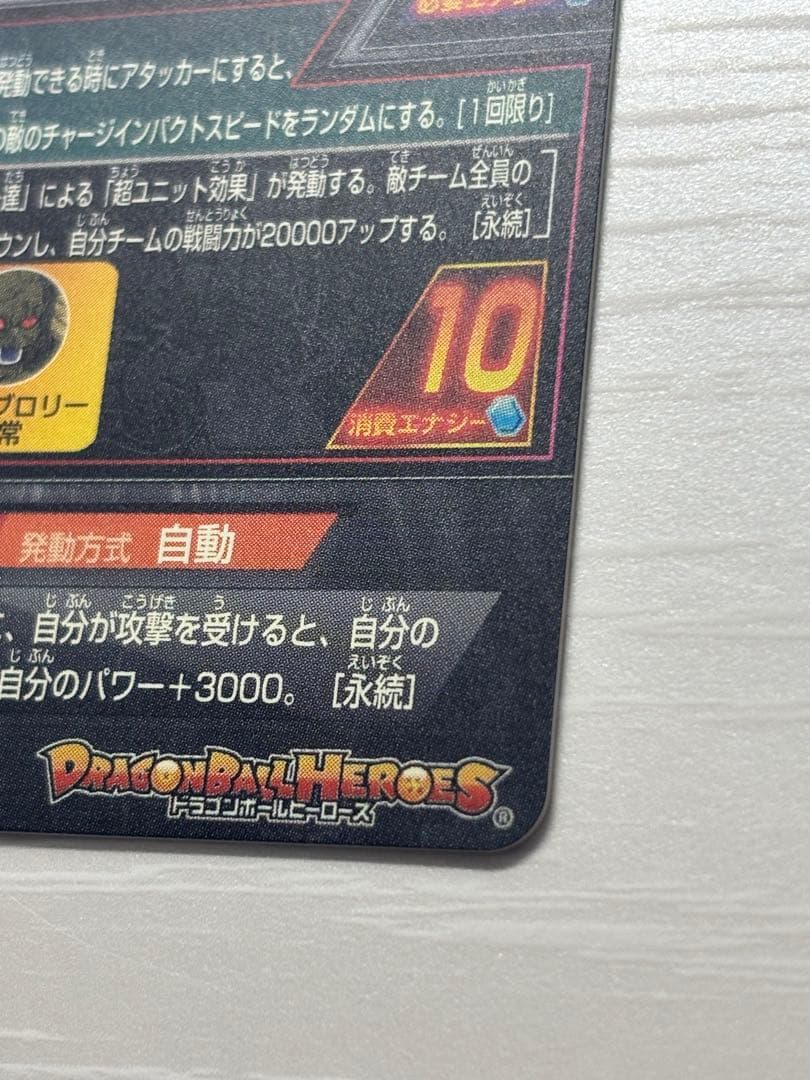 必要エナジー
発動できる時にアタッカーにすると、
の敵のチャージインパクトスピードをランダムにする。[1回限り]
達」による「超ユニット効果」が発動する。敵チーム全員の
ウンし、自分チームの戦闘力が20000アップする。 [永続]
10
消費エナジー
ブロリー
常
発動方式 自動
、自分が攻撃を受けると、自分の
自分のパワー+3000。 [永続]
DRAGONBALL HEROES
ドラゴンボールヒーローズ®